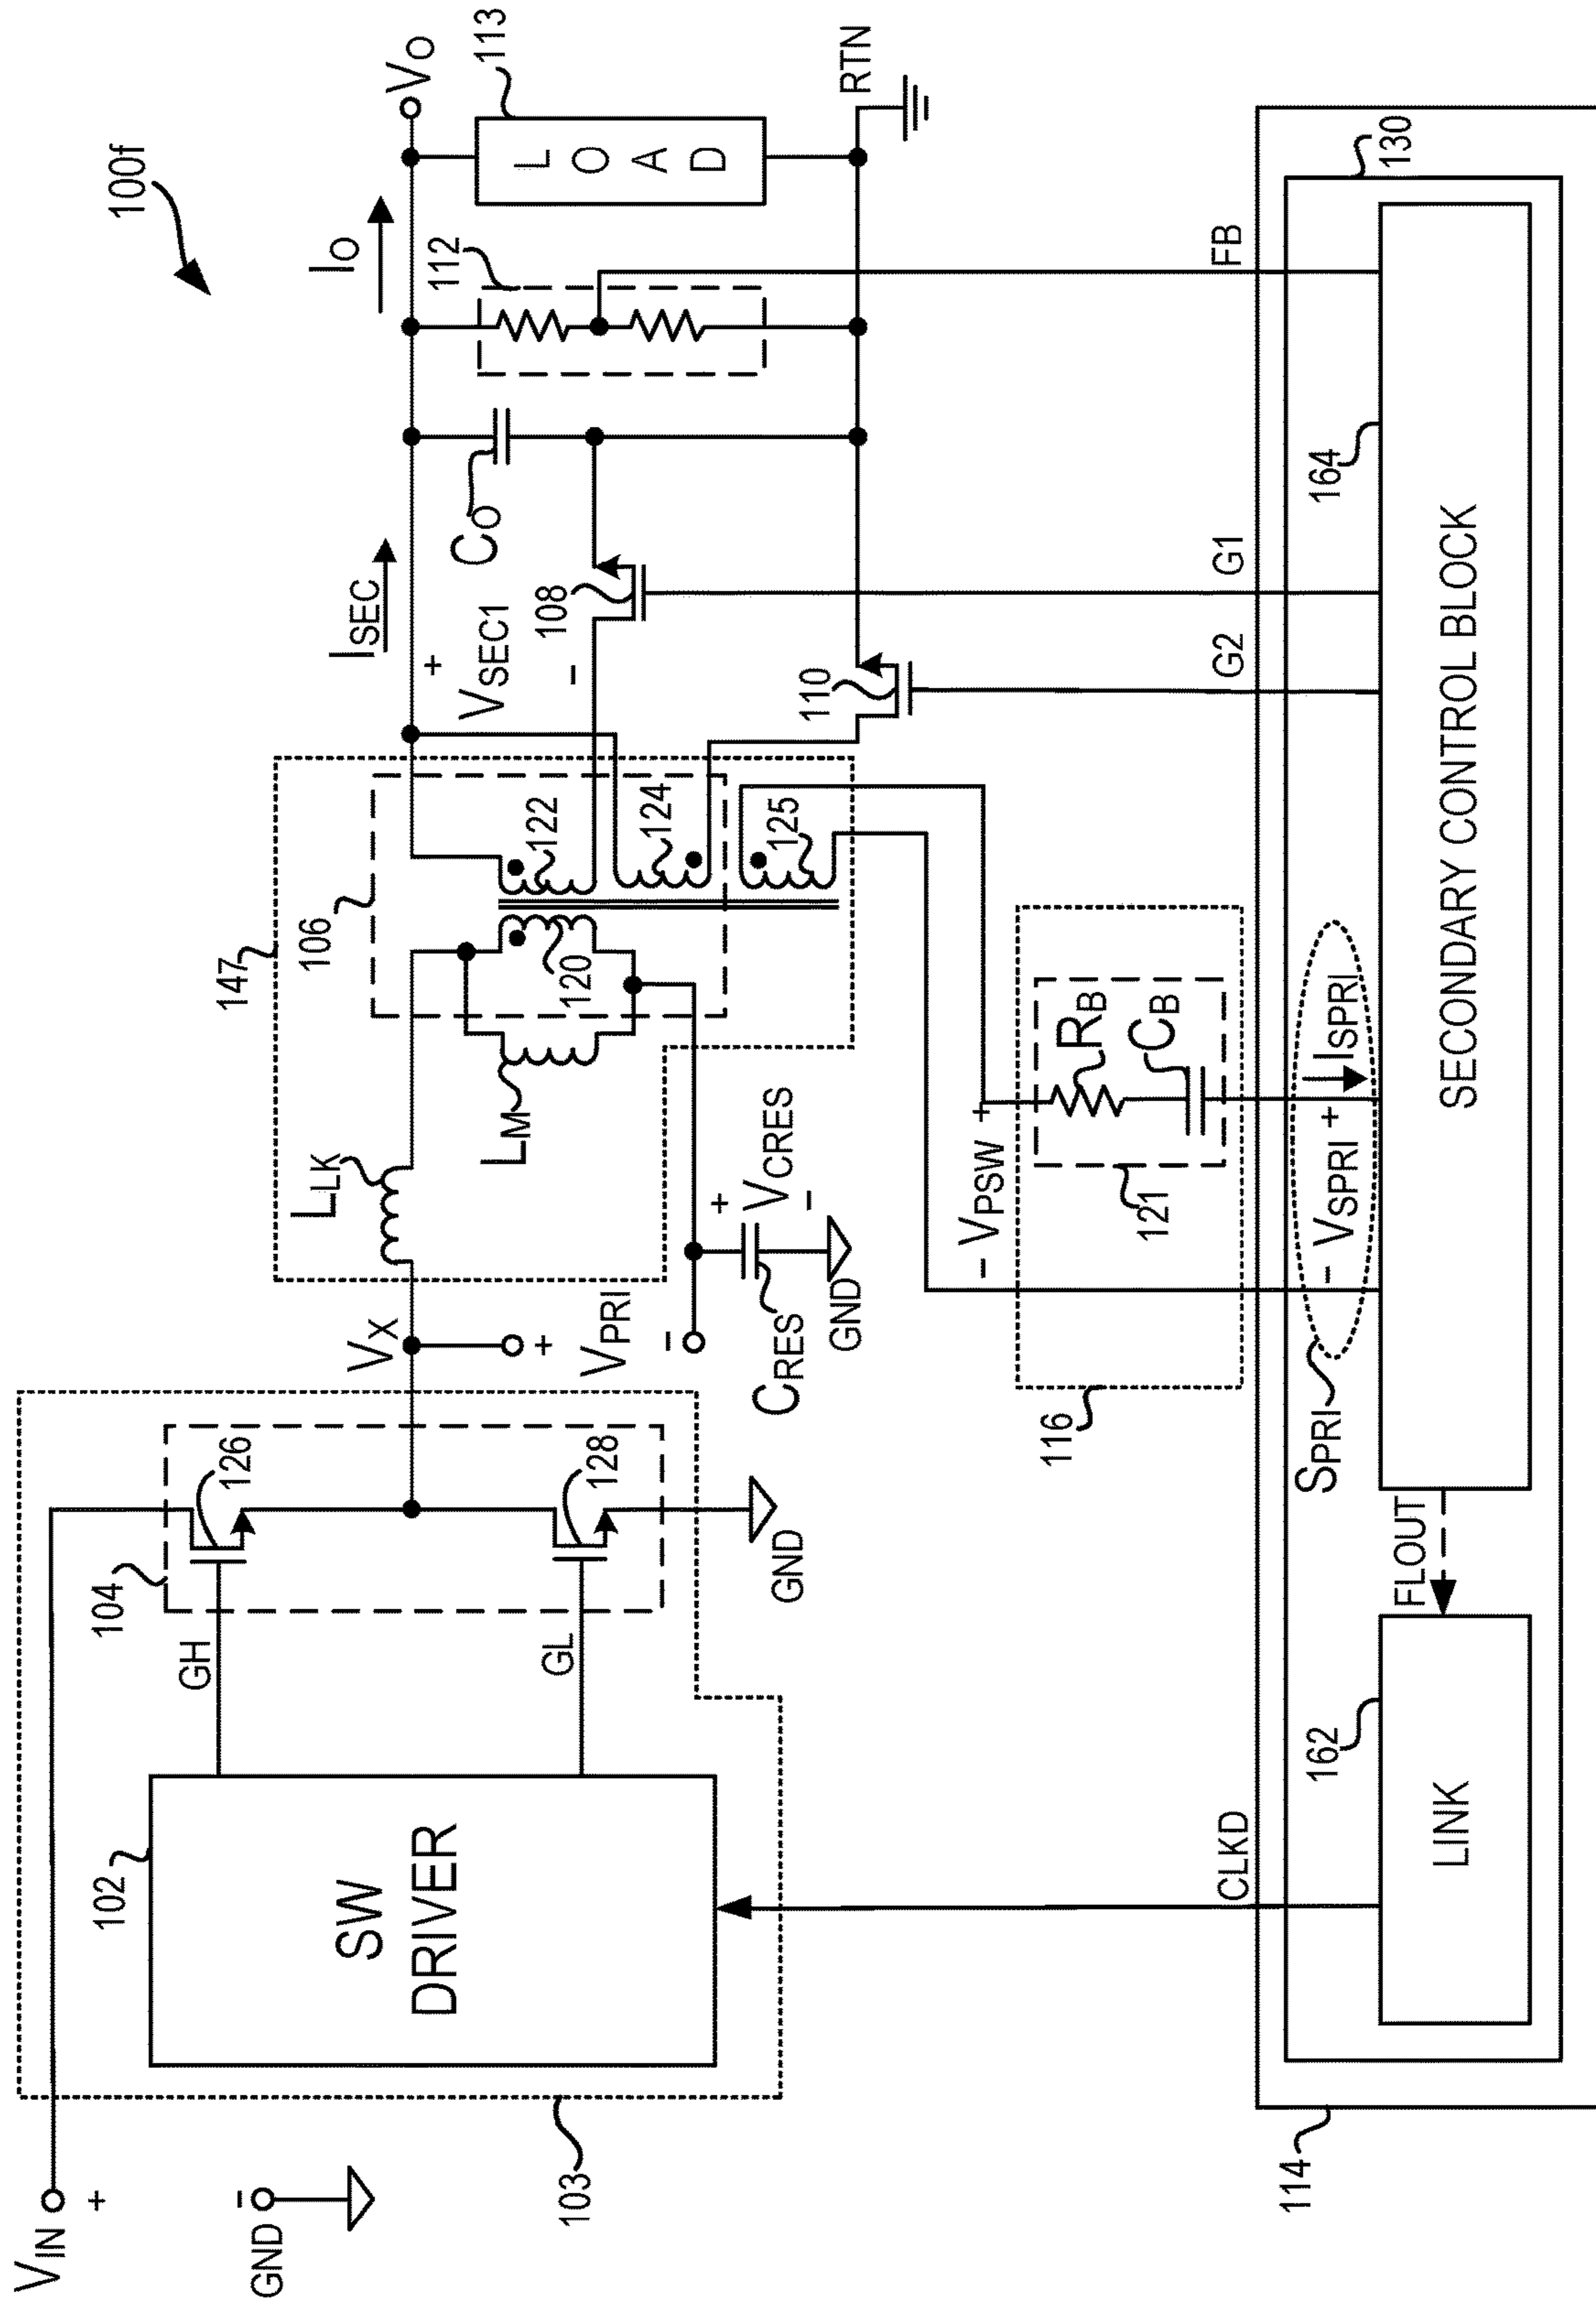 100f
VIN
+
-
GND
103
102
SW
DRIVER
GH
GL
104
126
128
GND
VX
+
VPRI
-
CRES
GND
+
VCRES
-
LLK
LM
147
106
120
122
124
125
ISEC
+
VSEC1
-
108
110
CO
IO
112
VO
113
LOAD
RTN
116
- VPSW +
RB
CB
121
SPRI
- VSPRI +
ISPRI
CLKD
G2
G1
FB
114
130
162
LINK
FLOUT
164
SECONDARY CONTROL BLOCK